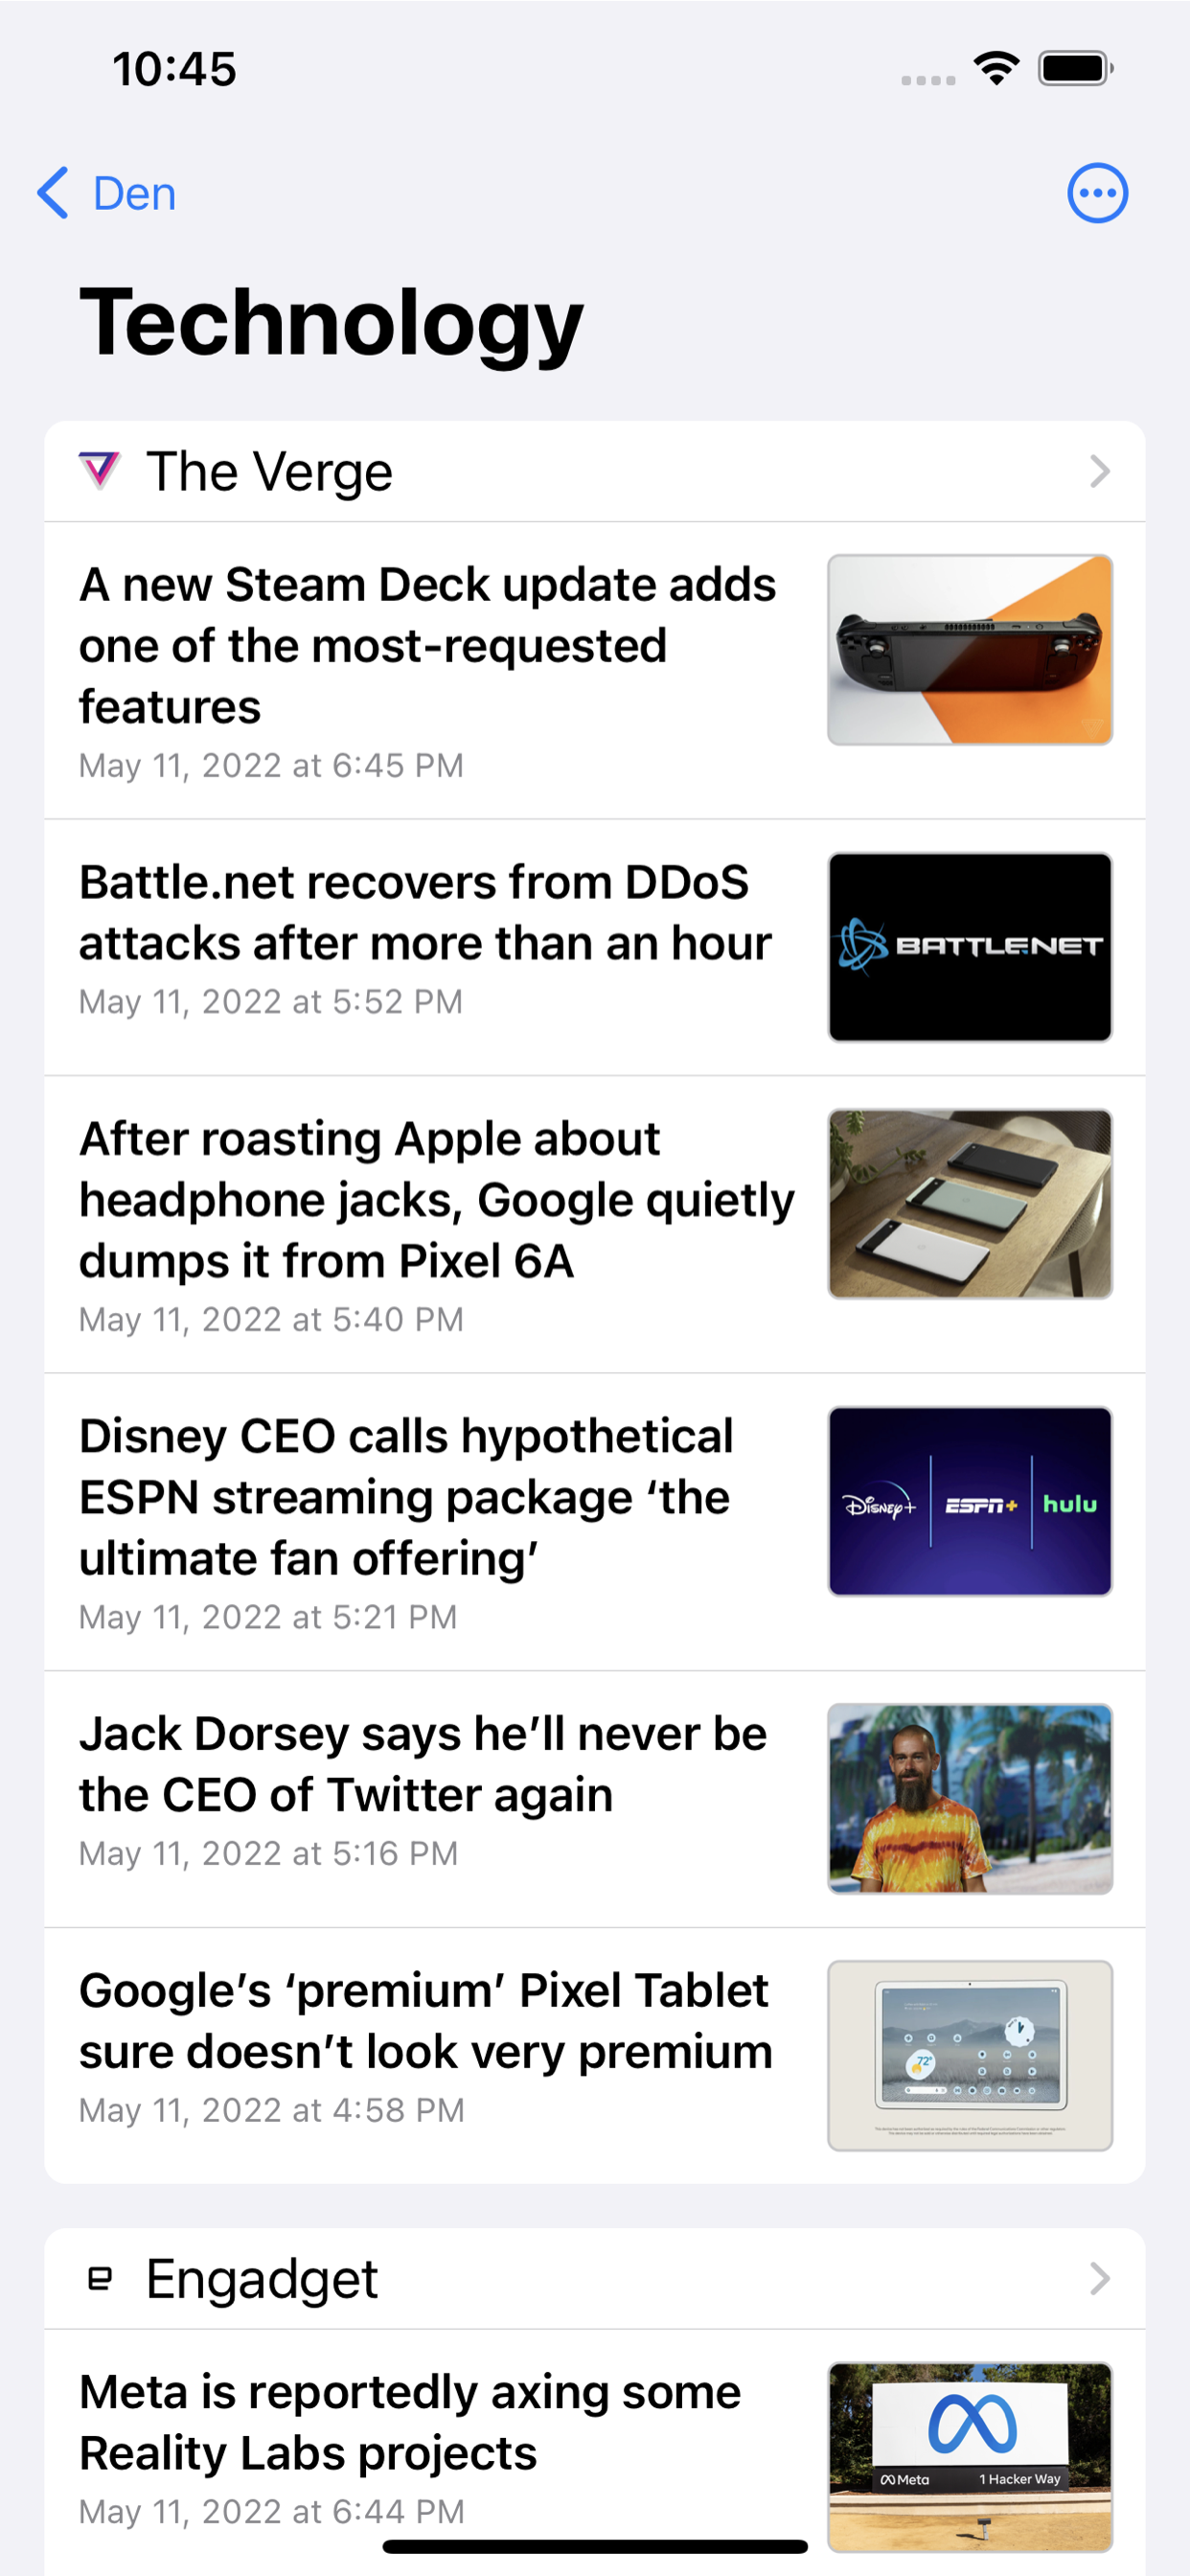 10:45
Den
Technology
The Verge
A new Steam Deck update adds
one of the most-requested
features
May 11, 2022 at 6:45 PM
Battle.net recovers from DDoS
attacks after more than an hour
May 11, 2022 at 5:52 PM
BATTLE.NET
After roasting Apple about
headphone jacks, Google quietly
dumps it from Pixel 6A
May 11, 2022 at 5:40 PM
Disney CEO calls hypothetical
ESPN streaming package ‘the
ultimate fan offering’
May 11, 2022 at 5:21 PM
Disney+ ESPN+ hulu
Jack Dorsey says he’ll never be
the CEO of Twitter again
May 11, 2022 at 5:16 PM
Google’s ‘premium’ Pixel Tablet
sure doesn’t look very premium
May 11, 2022 at 4:58 PM
72°
Engadget
Meta is reportedly axing some
Reality Labs projects
May 11, 2022 at 6:44 PM
Meta 1 Hacker Way